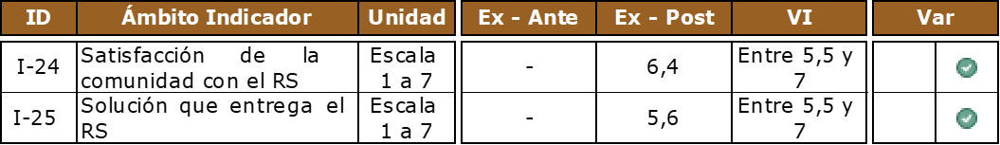 ID Ámbito Indicador Unidad Ex - Ante Ex - Post VI Var
I-24 Satisfacción de la comunidad con el RS Escala 1 a 7 - 6,4 Entre 5,5 y 7
I-25 Solución que entrega el RS Escala 1 a 7 - 5,6 Entre 5,5 y 7